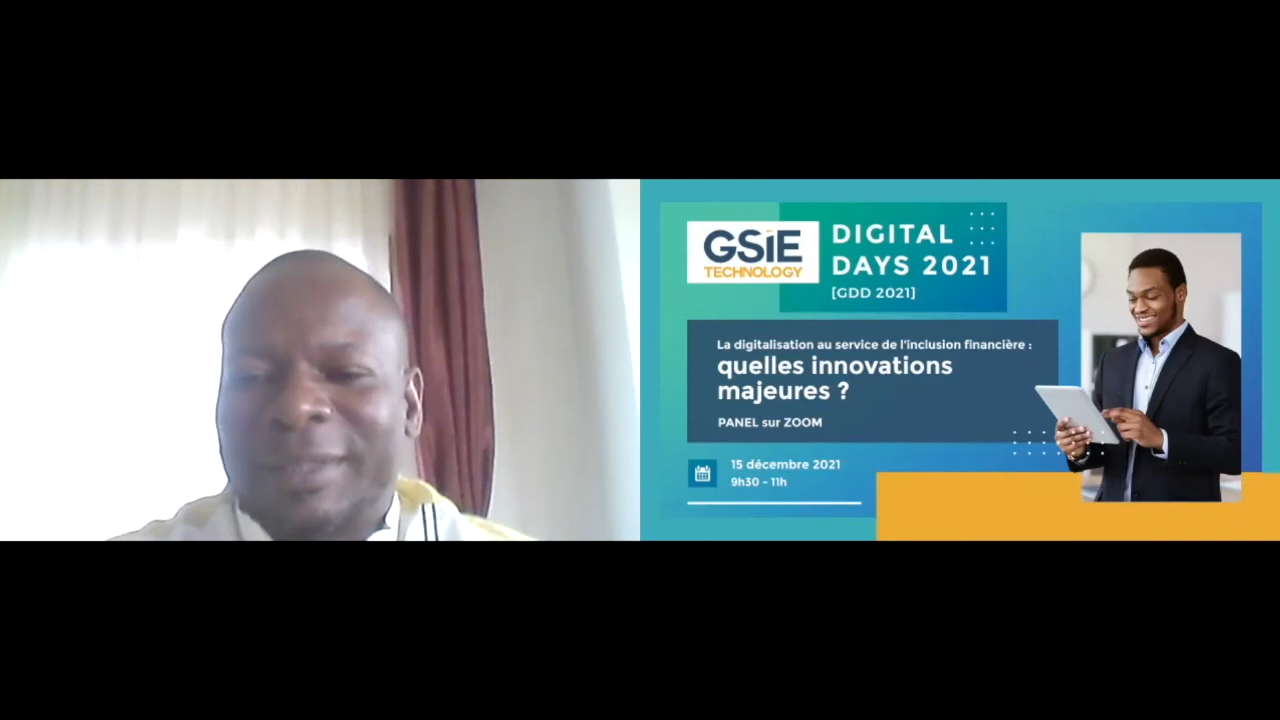 GSiE
TECHNOLOGY
DIGITAL
DAYS 2021
[GDD 2021]
La digitalisation au service de l'inclusion financière :
quelles innovations
majeures ?
PANEL sur ZOOM
15 décembre 2021
9h30 - 11h